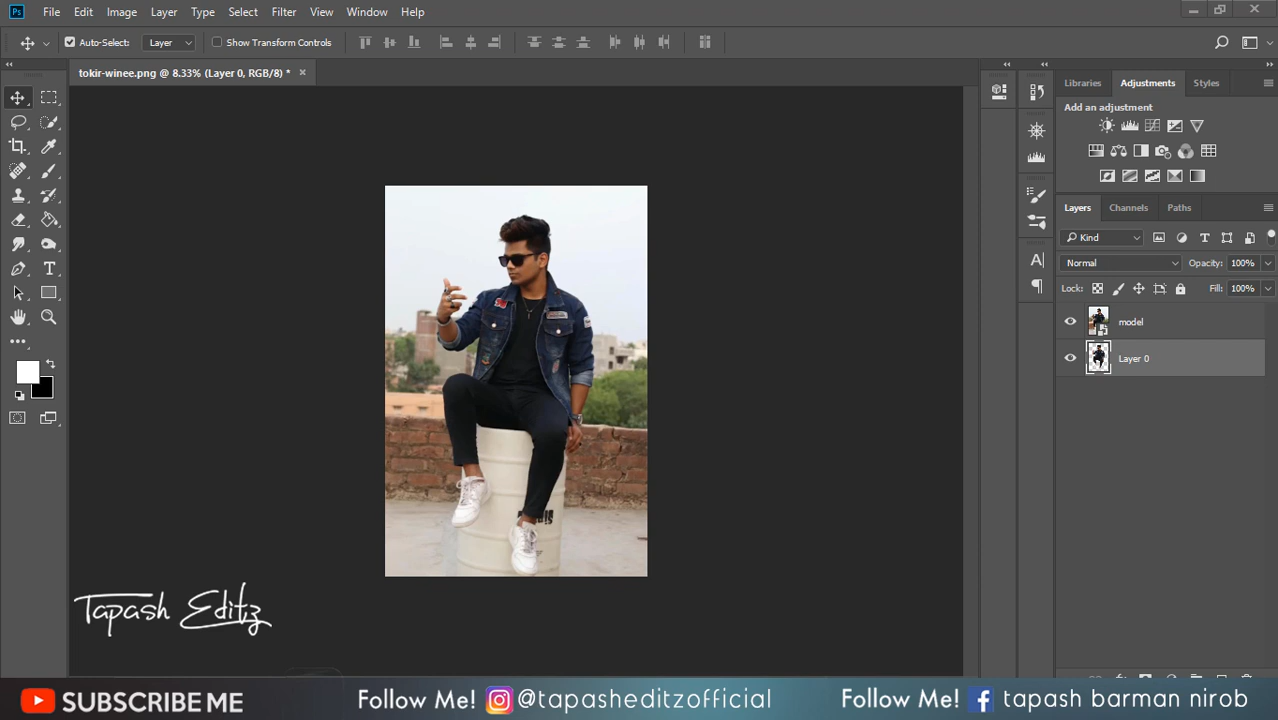 Ps File Edit Image Layer Type Select Filter View Window Help
Auto-Select: Layer Show Transform Controls
tokir-winee.png @ 8.33% (Layer 0, RGB/8) *
Libraries Adjustments Styles
Add an adjustment
Layers Channels Paths
Kind
Normal Opacity: 100%
Lock: Fill: 100%
model
Layer 0
Tapash Editz
SUBSCRIBE ME Follow Me! @tapasheditzofficial Follow Me! tapash barman nirob